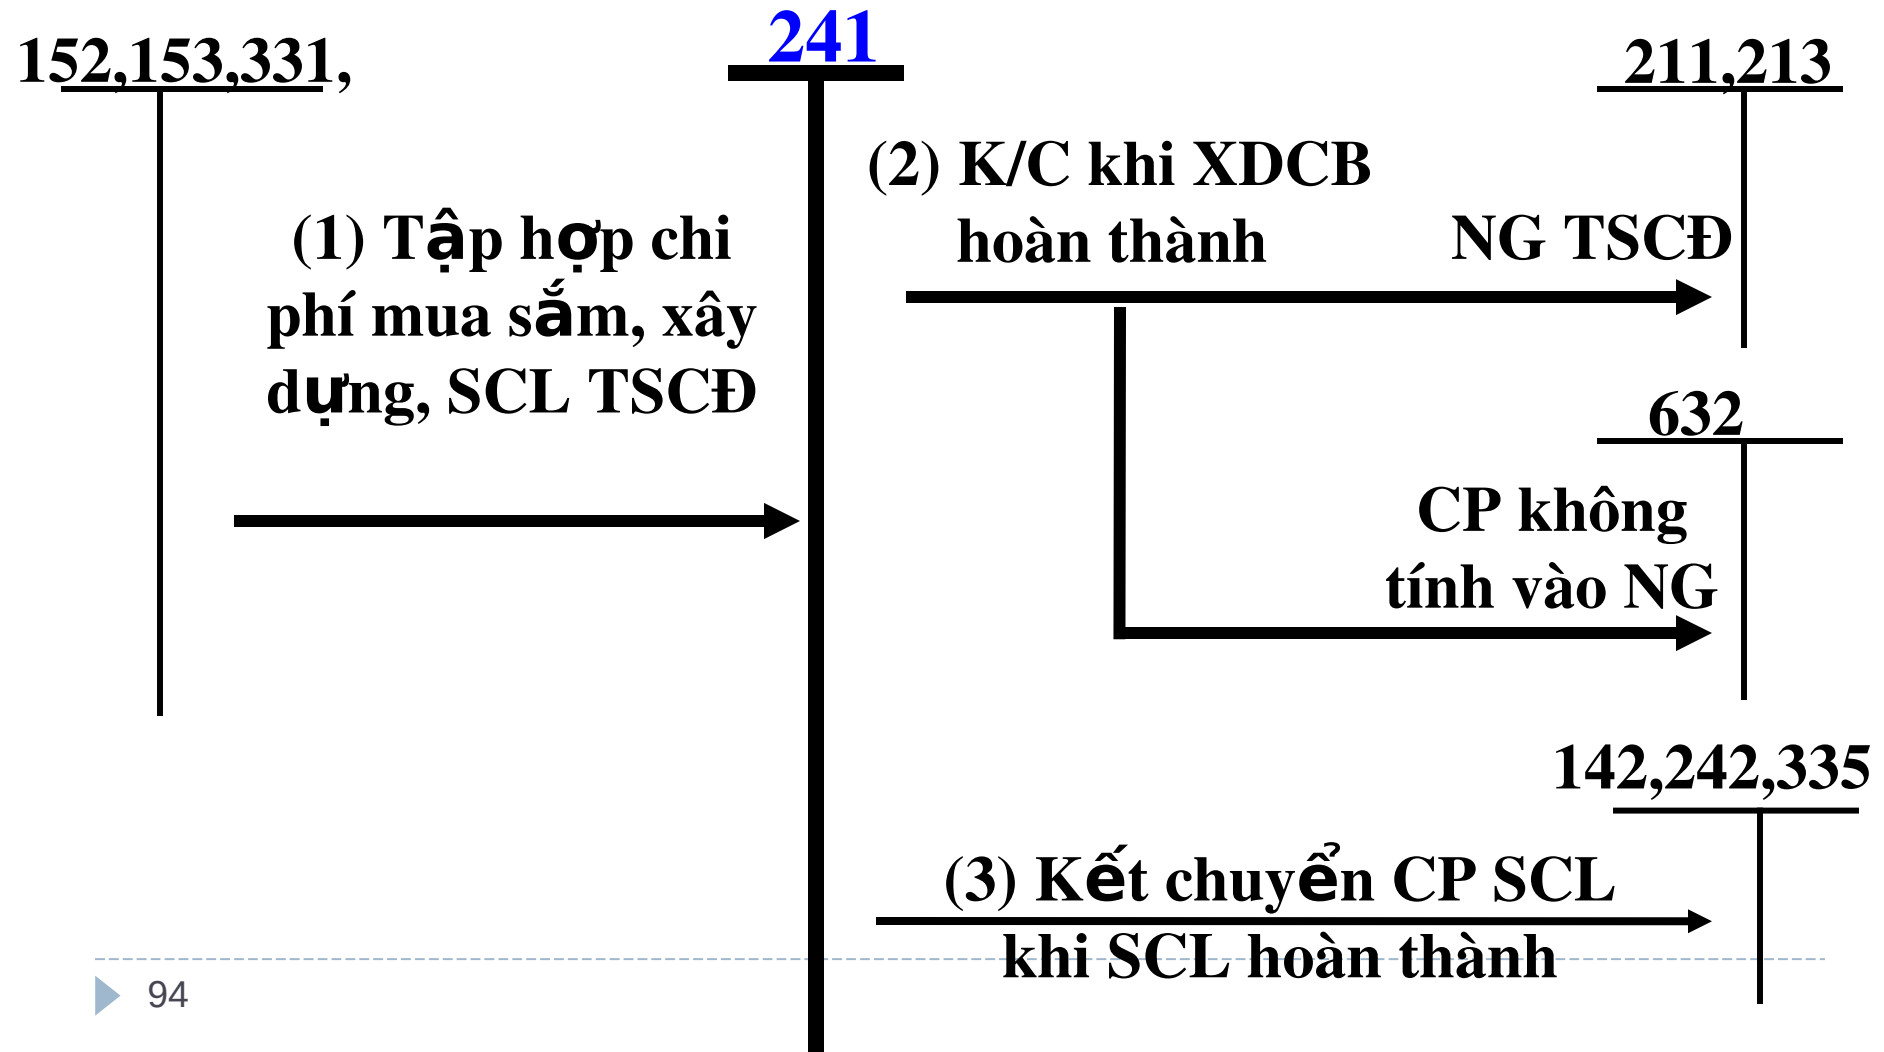 152,153,331,
241
211,213
(1) Tập hợp chi
phí mua sắm, xây
dựng, SCL TSCĐ
(2) K/C khi XDCB
hoàn thành
NG TSCĐ
632
CP không
tính vào NG
142,242,335
(3) Kết chuyển CP SCL
khi SCL hoàn thành
94